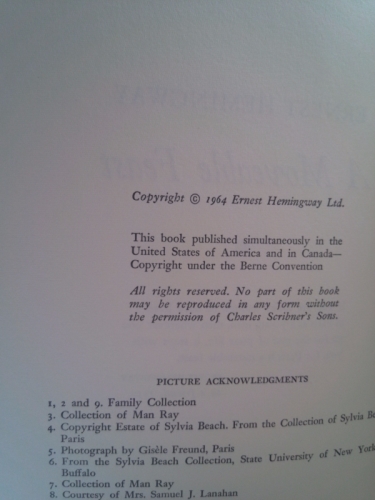 Copyright © 1964 Ernest Hemingway Ltd.
This book published simultaneously in the
United States of America and in Canada—
Copyright under the Berne Convention
All rights reserved. No part of this book
may be reproduced in any form without
the permission of Charles Scribner's Sons.
PICTURE ACKNOWLEDGMENTS
1, 2 and 9. Family Collection
3. Collection of Man Ray
4. Copyright Estate of Sylvia Beach. From the Collection of Sylvia
Paris
5. Photograph by Gisèle Freund, Paris
6. From the Sylvia Beach Collection, State University of New York
Buffalo
7. Collection of Man Ray
8. Courtesy of Mrs. Samuel J. Lanahan